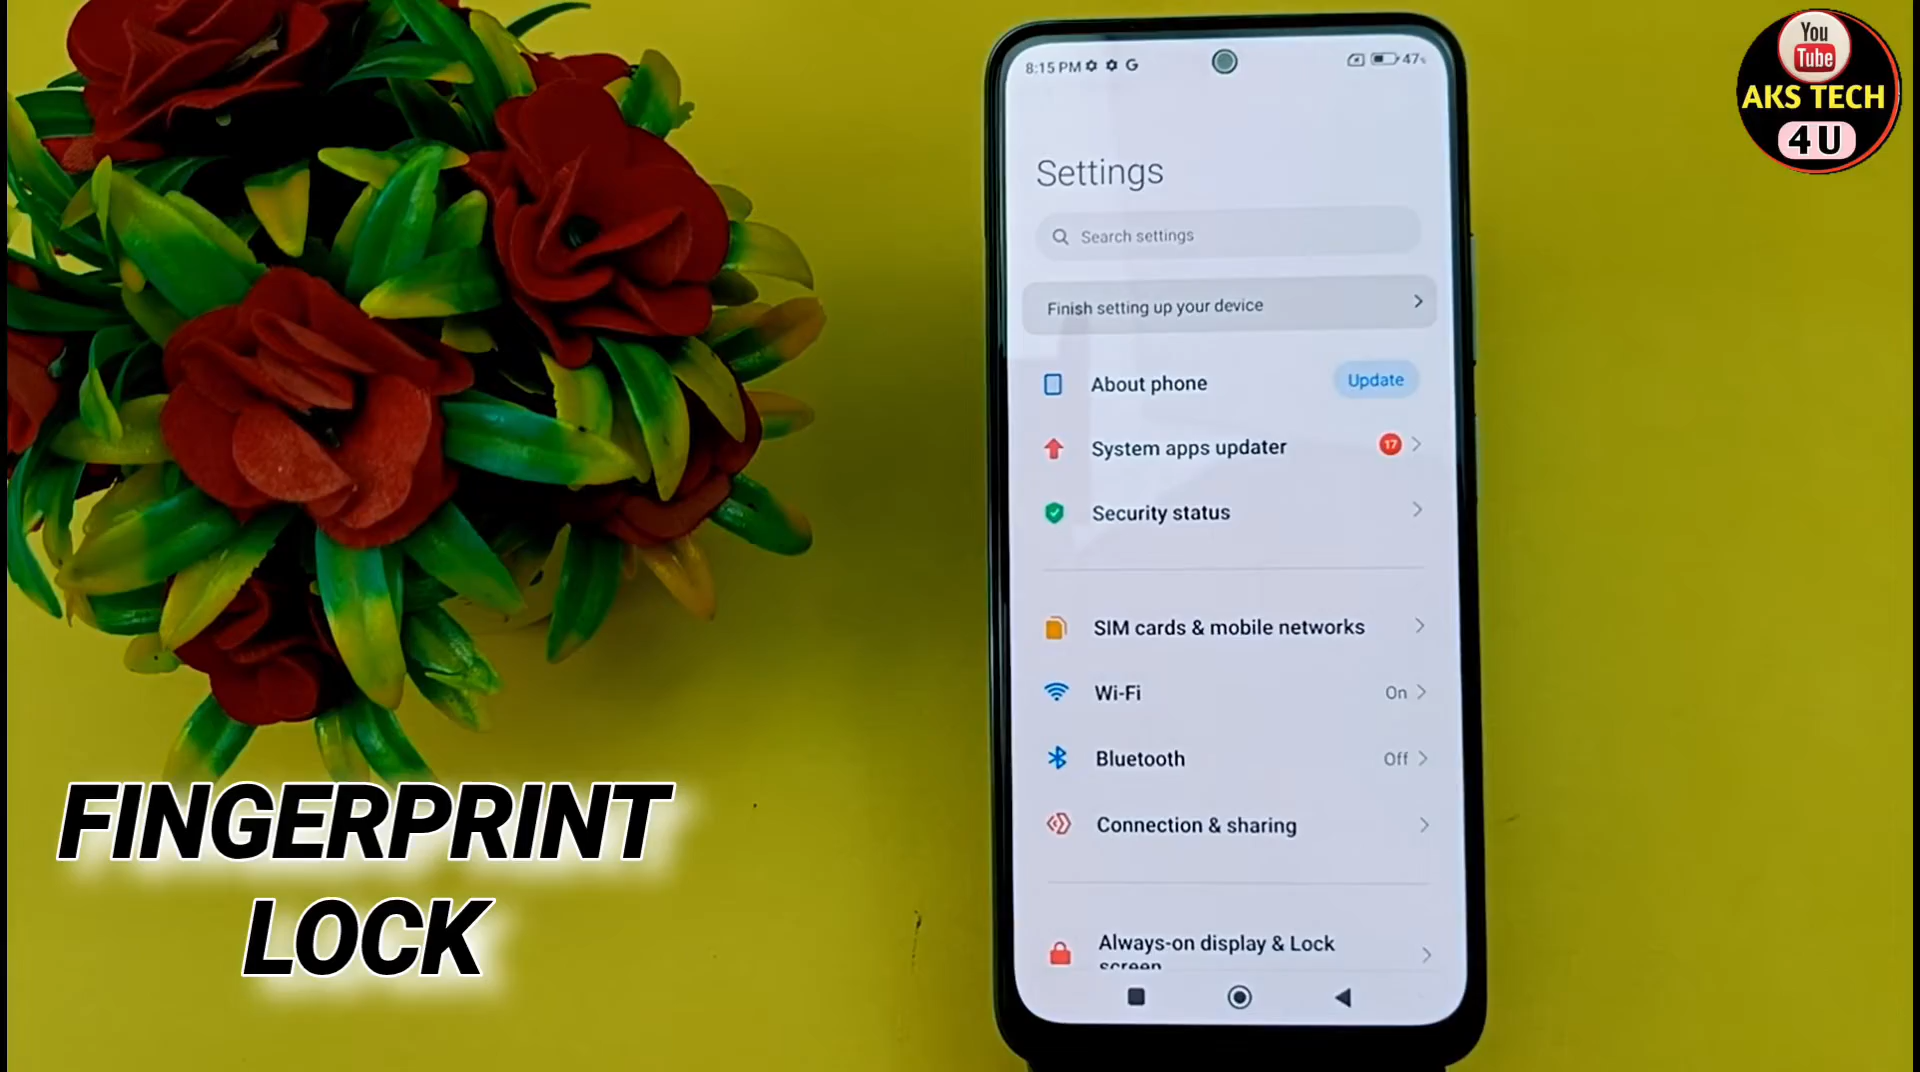 You
Tube
AKS TECH
4 U
8:15 PM G
47
Settings
Search settings
Finish setting up your device
About phone
Update
System apps updater
17
Security status
SIM cards & mobile networks
Wi-Fi
On
Bluetooth
Off
Connection & sharing
Always-on display & Lock
screen
FINGERPRINT
LOCK